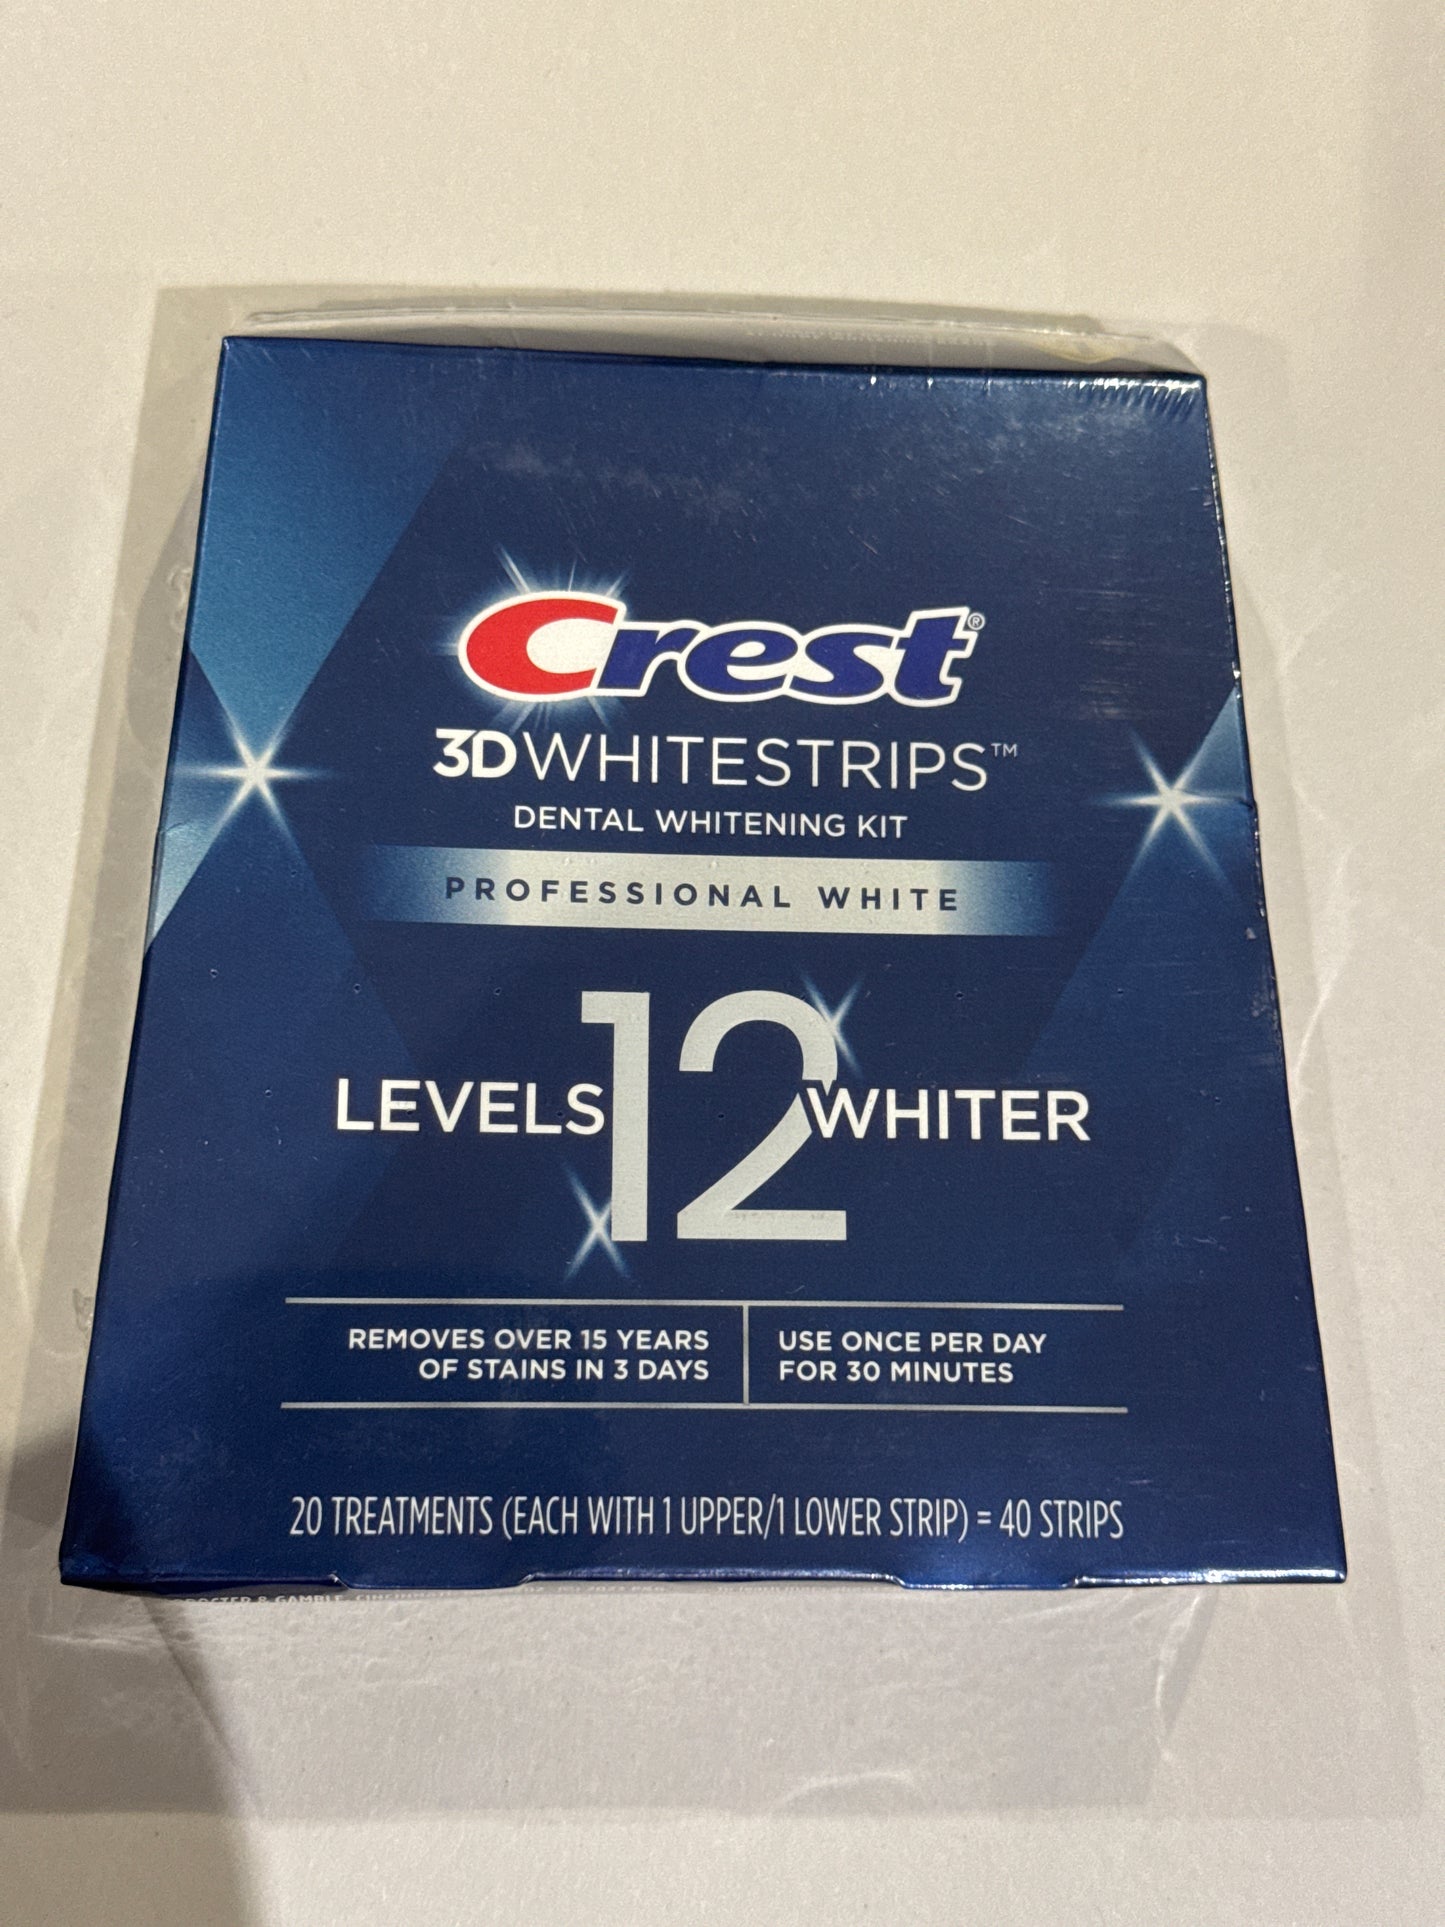 Crest®
3D WHITESTRIPS™
DENTAL WHITENING KIT
PROFESSIONAL WHITE
LEVELS 12 WHITER
REMOVES OVER 15 YEARS
OF STAINS IN 3 DAYS
USE ONCE PER DAY
FOR 30 MINUTES
20 TREATMENTS (EACH WITH 1 UPPER/1 LOWER STRIP) = 40 STRIPS
& GAMBLE